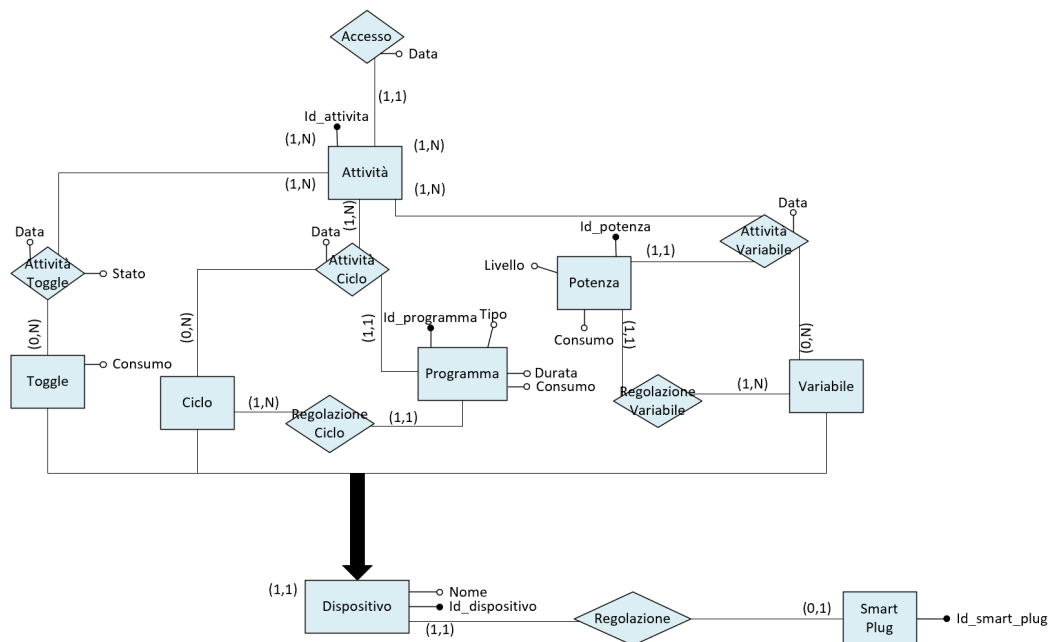 Accesso
Data
(1,1)
Id_attivita
(1,N)
(1,N)
Attività
(1,N)
(1,N)
(1,N)
Data
Attività
Toggle
Stato
Data
Attività
Ciclo
Id_potenza
(1,1)
Livello
Potenza
Consumo
Data
Attività
Variabile
(0,N)
(0,N)
(1,1)
Id_programma
Tipo
(1,1)
(0,N)
Toggle
Consumo
Ciclo
(1,N)
Regolazione
Ciclo
(1,1)
Programma
Durata
Consumo
Regolazione
Variabile
(1,N)
Variabile
(1,1)
Dispositivo
Nome
Id_dispositivo
(1,1)
Regolazione
(0,1)
Smart
Plug
Id_smart_plug